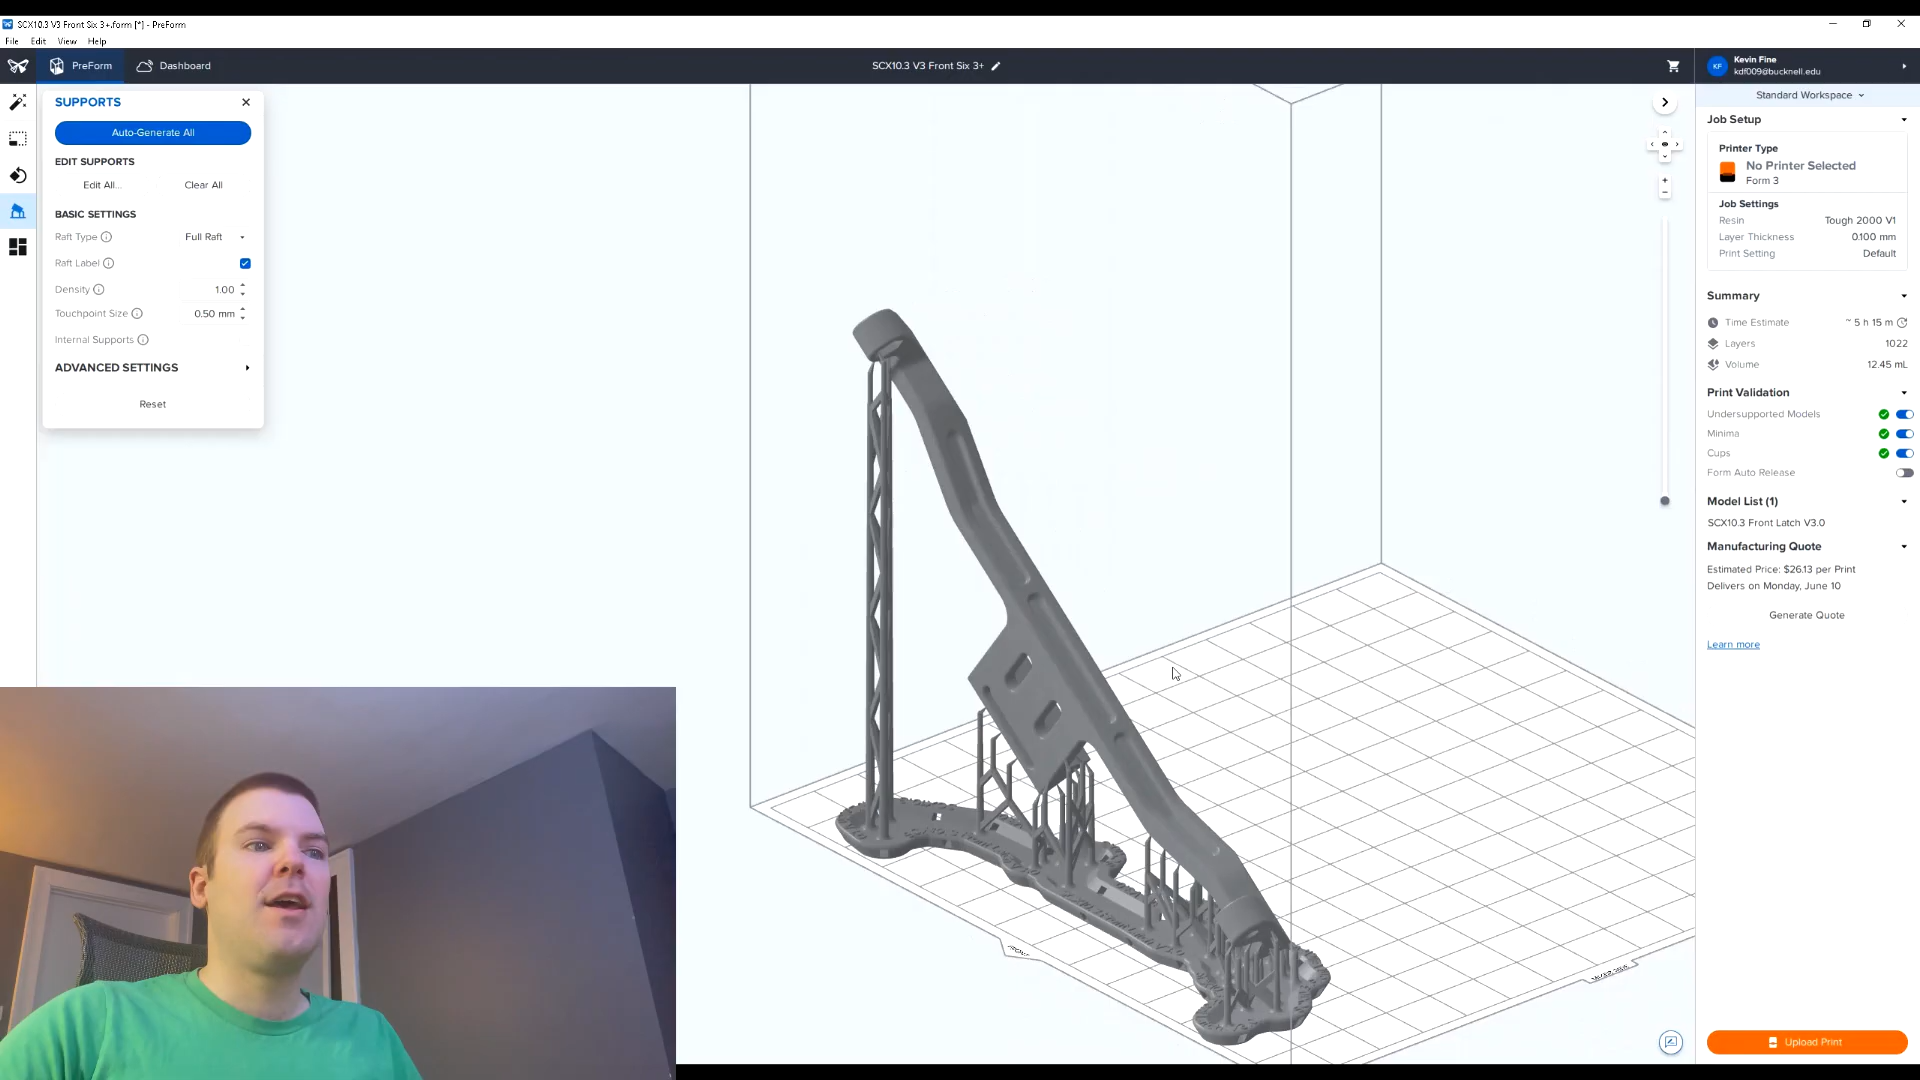 SCX10.3 V3 Front Six 3+.form [*] - PreForm
File Edit View Help
PreForm Dashboard
SCX10.3 V3 Front Six 3+
KF
Kevin Fine
kdf009@bucknell.edu
Standard Workspace
SUPPORTS
Auto-Generate All
EDIT SUPPORTS
Edit All... Clear All
BASIC SETTINGS
Raft Type Full Raft
Raft Label
Density 1.00
Touchpoint Size 0.50 mm
Internal Supports
ADVANCED SETTINGS
Reset
Job Setup
Printer Type
No Printer Selected
Form 3
Job Settings
Resin Tough 2000 V1
Layer Thickness 0.100 mm
Print Setting Default
Summary
Time Estimate ~ 5 h 15 m
Layers 1022
Volume 12.45 mL
Print Validation
Undersupported Models
Minima
Cups
Form Auto Release
Model List (1)
SCX10.3 Front Latch V3.0
Manufacturing Quote
Estimated Price: $26.13 per Print
Delivers on Monday, June 10
Generate Quote
Learn more
Upload Print